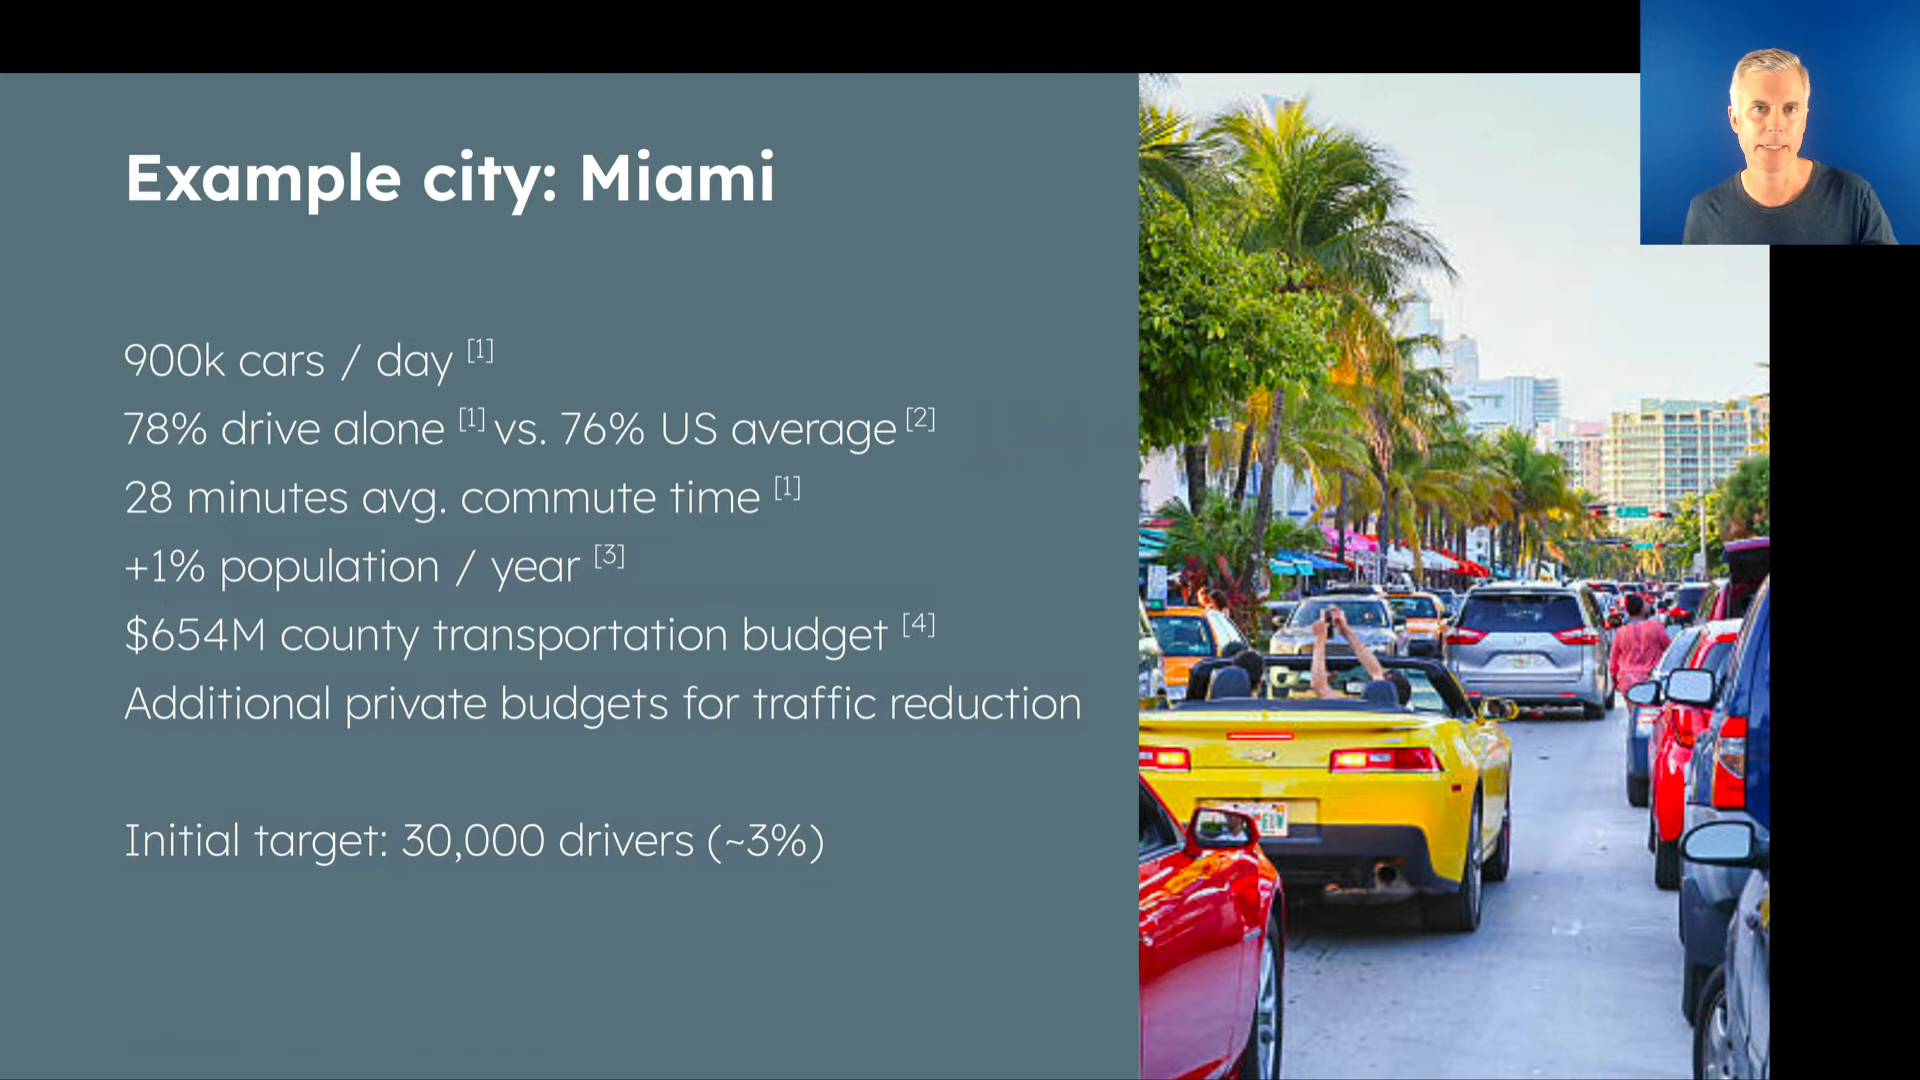 Example city: Miami
900k cars / day [1]
78% drive alone [1] vs. 76% US average [2]
28 minutes avg. commute time [1]
+1% population / year [3]
$654M county transportation budget [4]
Additional private budgets for traffic reduction
Initial target: 30,000 drivers (~3%)